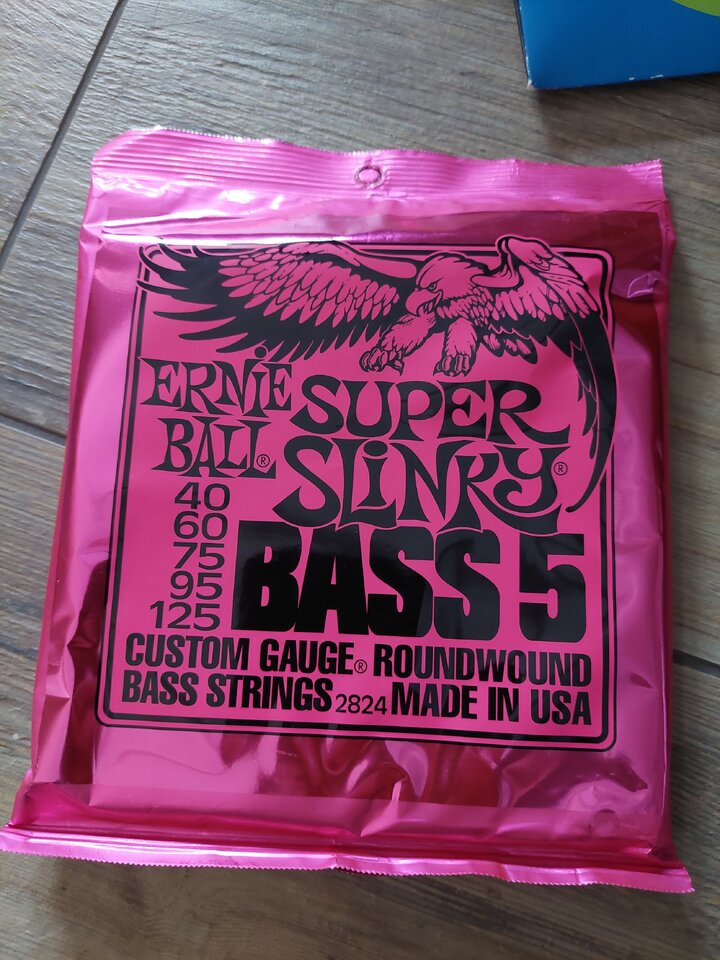 ERNiE
BALL®
SUPER
SLiNKY®
40
60
75
95
125
BASS 5
CUSTOM GAUGE® ROUNDWOUND
BASS STRINGS 2824 MADE IN USA